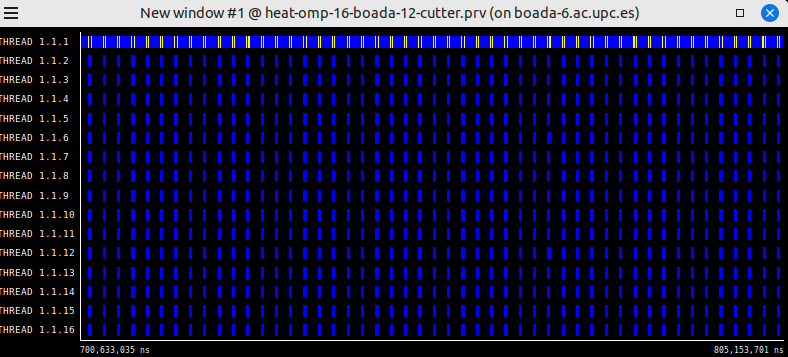 New window #1 @ heat-omp-16-boada-12-cutter.prv (on boada-6.ac.upc.es)
THREAD 1.1.1
THREAD 1.1.2
THREAD 1.1.3
THREAD 1.1.4
THREAD 1.1.5
THREAD 1.1.6
THREAD 1.1.7
THREAD 1.1.8
THREAD 1.1.9
THREAD 1.1.10
THREAD 1.1.11
THREAD 1.1.12
THREAD 1.1.13
THREAD 1.1.14
THREAD 1.1.15
THREAD 1.1.16
700,633,035 ns 805,153,701 ns